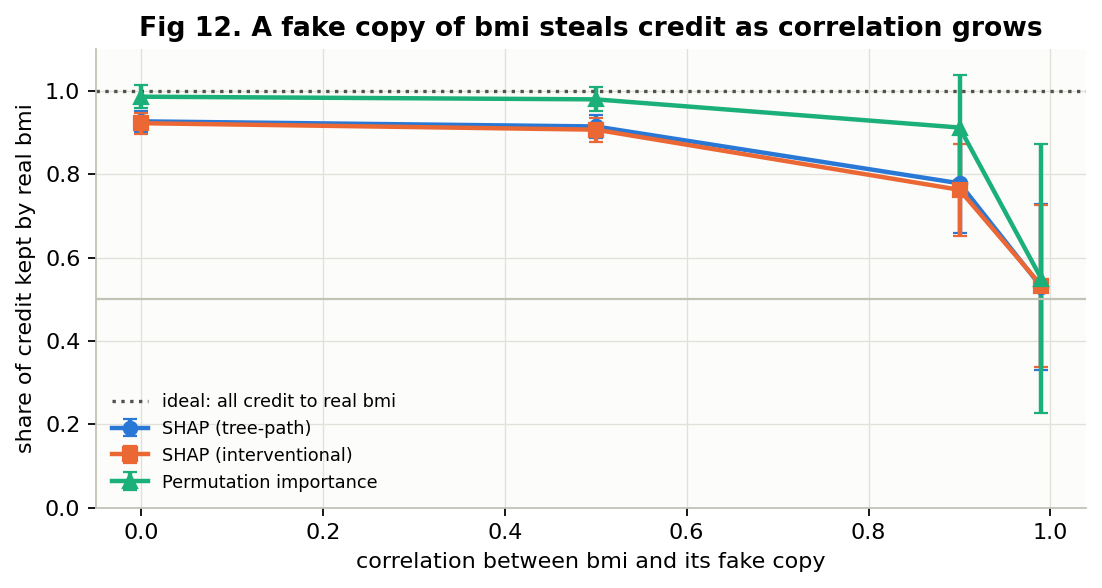 Fig 12. A fake copy of bmi steals credit as correlation grows
share of credit kept by real bmi
1.0
0.8
0.6
0.4
0.2
0.0
ideal: all credit to real bmi
SHAP (tree-path)
SHAP (interventional)
Permutation importance
0.0 0.2 0.4 0.6 0.8 1.0
correlation between bmi and its fake copy